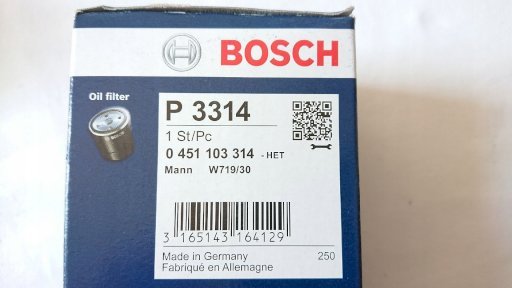 BOSCH
Oil filter
P 3314
1 St/Pc
0 451 103 314 - HET
Mann W719/30
3 165143 164129
Made in Germany 250
Fabriqué en Allemagne